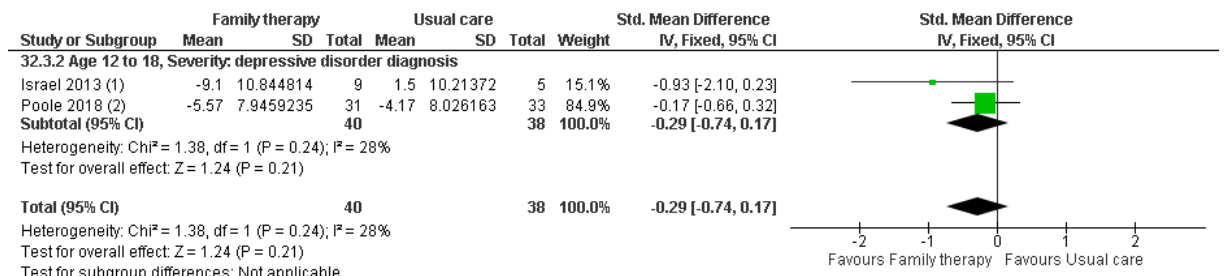 Family therapy Usual care Std. Mean Difference Std. Mean Difference
Study or Subgroup Mean SD Total Mean SD Total Weight IV, Fixed, 95% CI IV, Fixed, 95% CI
32.3.2 Age 12 to 18, Severity: depressive disorder diagnosis
Israel 2013 (1) -9.1 10.844814 9 1.5 10.21372 5 15.1% -0.93 [-2.10, 0.23]
Poole 2018 (2) -5.57 7.9459235 31 -4.17 8.026163 33 84.9% -0.17 [-0.66, 0.32]
Subtotal (95% CI) 40 38 100.0% -0.29 [-0.74, 0.17]
Heterogeneity: Chi² = 1.38, df = 1 (P = 0.24); I² = 28%
Test for overall effect: Z = 1.24 (P = 0.21)
Total (95% CI) 40 38 100.0% -0.29 [-0.74, 0.17]
Heterogeneity: Chi² = 1.38, df = 1 (P = 0.24); I² = 28%
Test for overall effect: Z = 1.24 (P = 0.21)
Test for subgroup differences: Not applicable
-2 -1 0 1 2
Favours Family therapy Favours Usual care